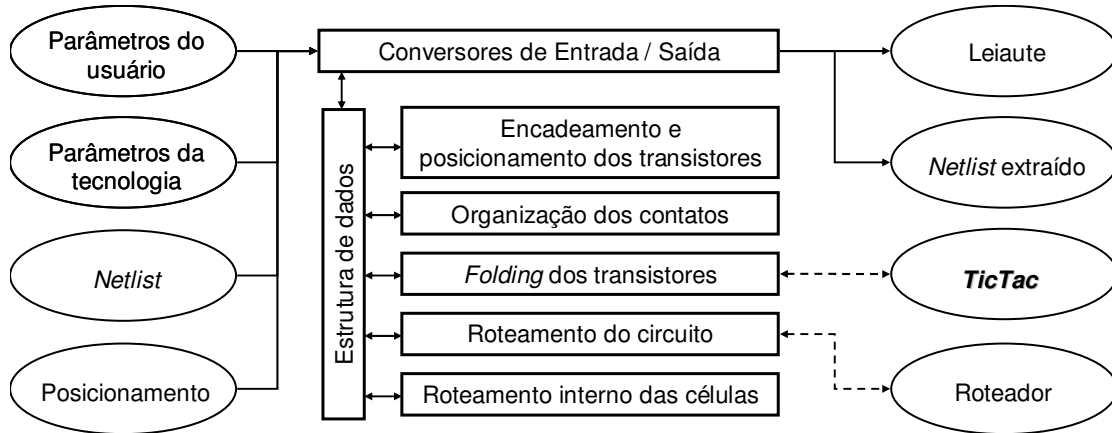 Parâmetros do
usuário
Parâmetros da
tecnologia
Netlist
Posicionamento
Conversores de Entrada / Saída
Estrutura de dados
Encadeamento e
posicionamento dos transistores
Organização dos contatos
Folding dos transistores
Roteamento do circuito
Roteamento interno das células
Leiaute
Netlist extraído
TicTac
Roteador